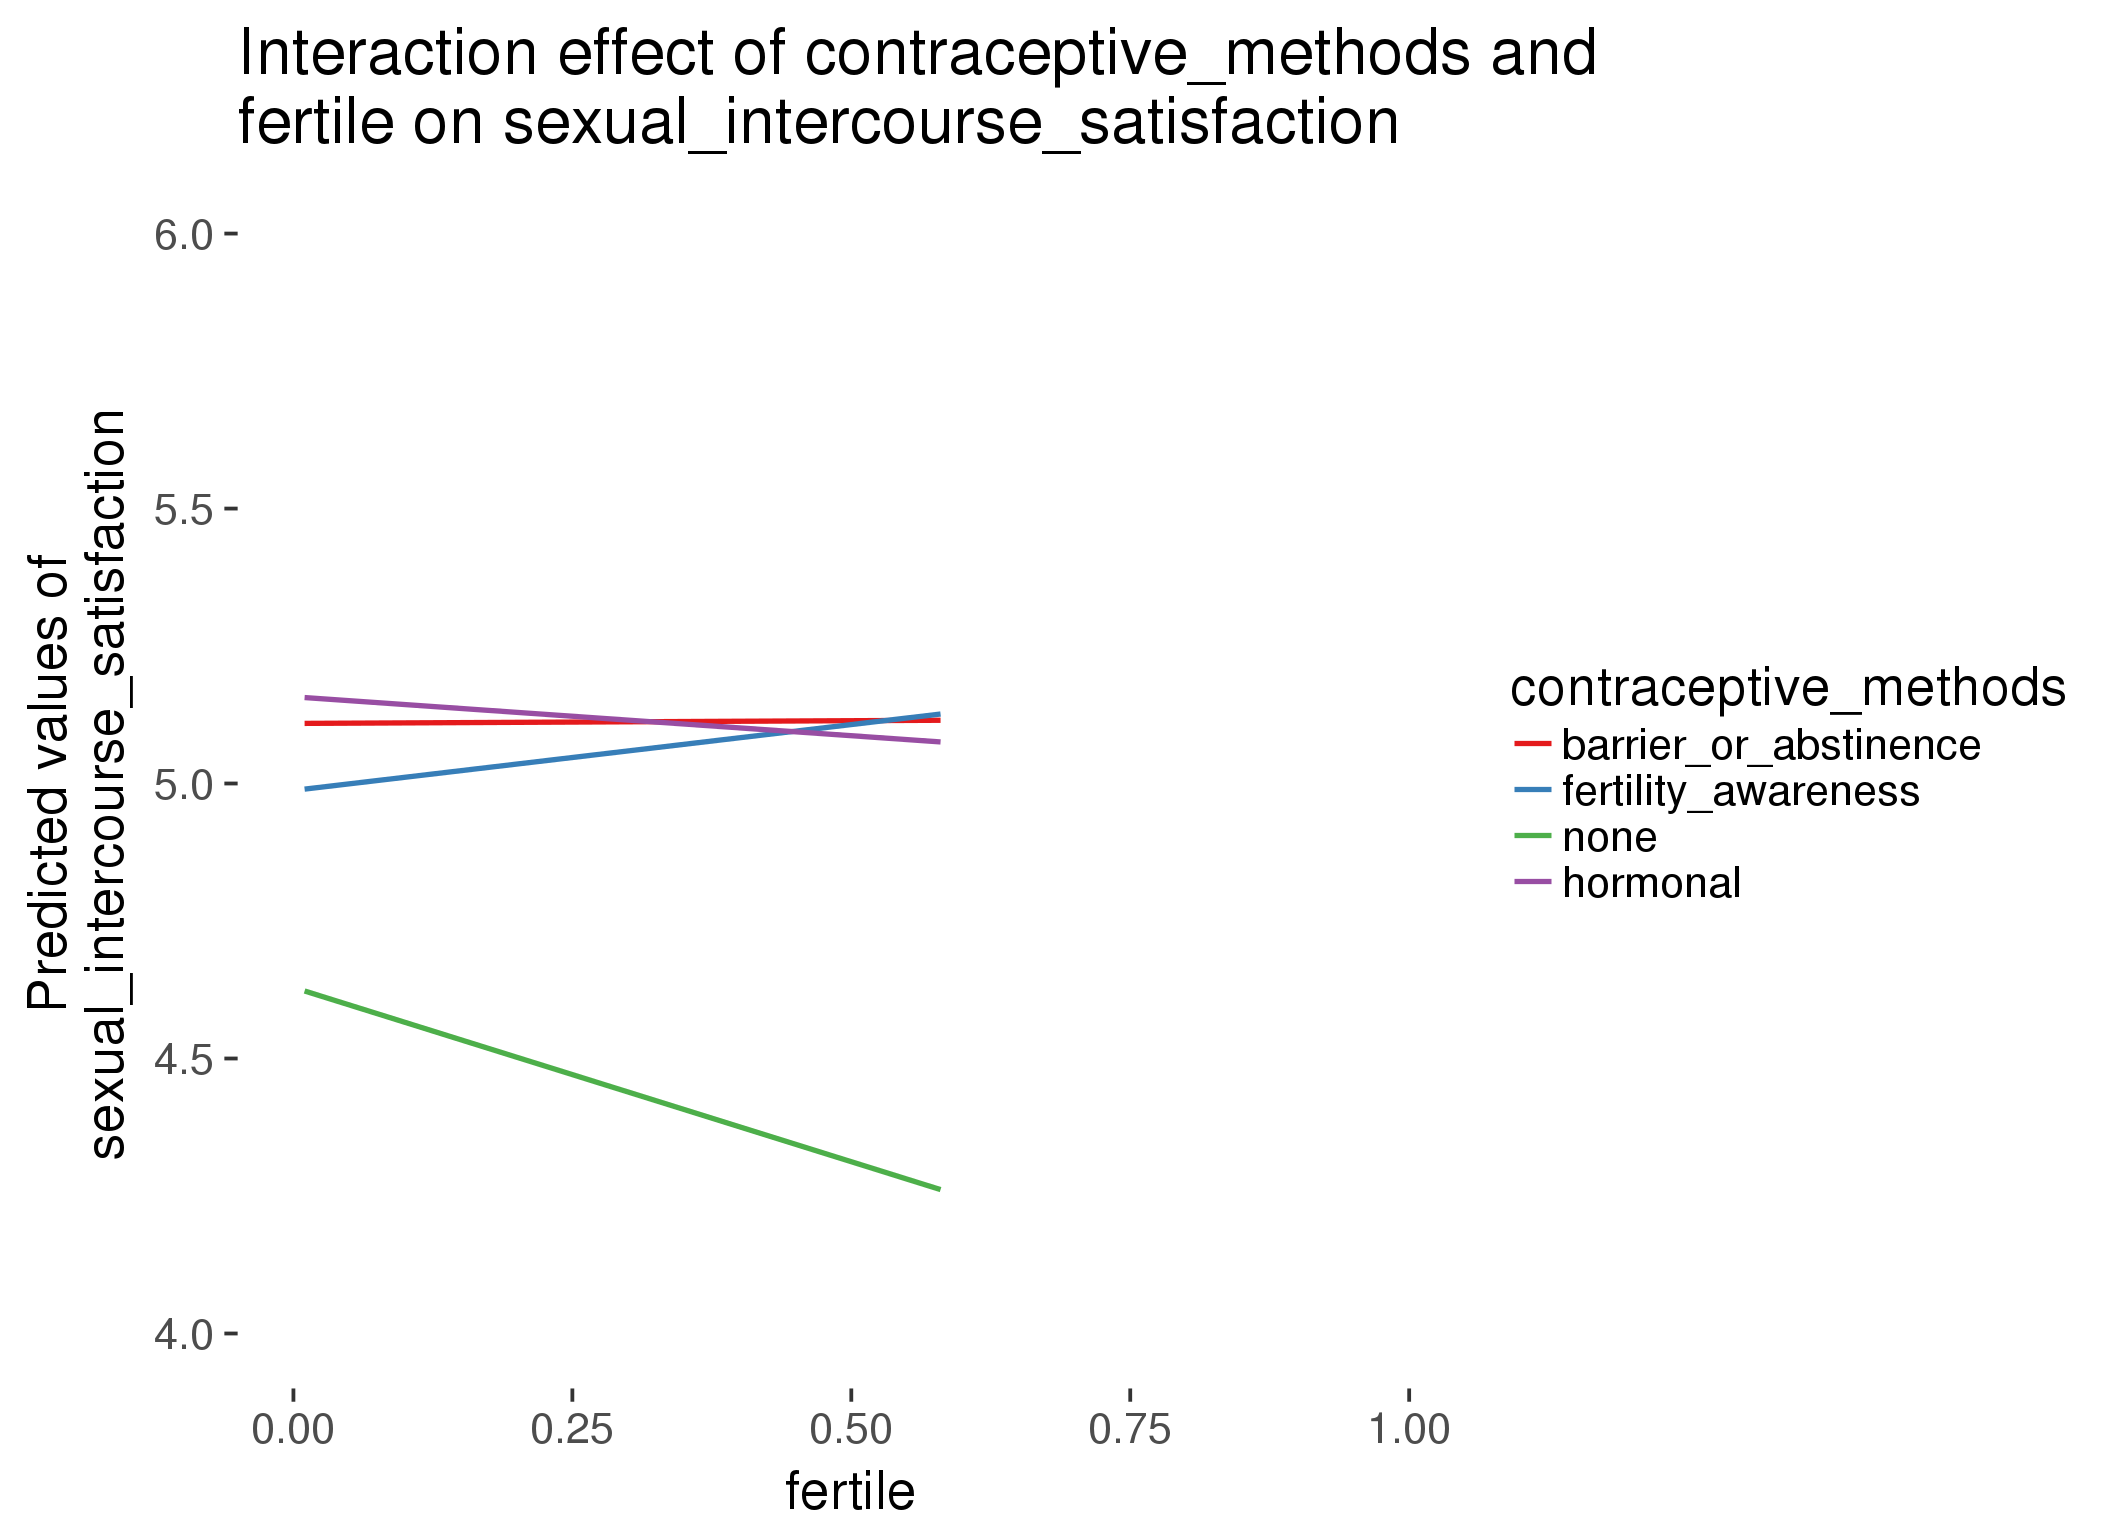 Interaction effect of contraceptive_methods and
fertile on sexual_intercourse_satisfaction
Predicted values of
sexual_intercourse_satisfaction
6.0
5.5
5.0
4.5
4.0
0.00 0.25 0.50 0.75 1.00
fertile
contraceptive_methods
barrier_or_abstinence
fertility_awareness
none
hormonal